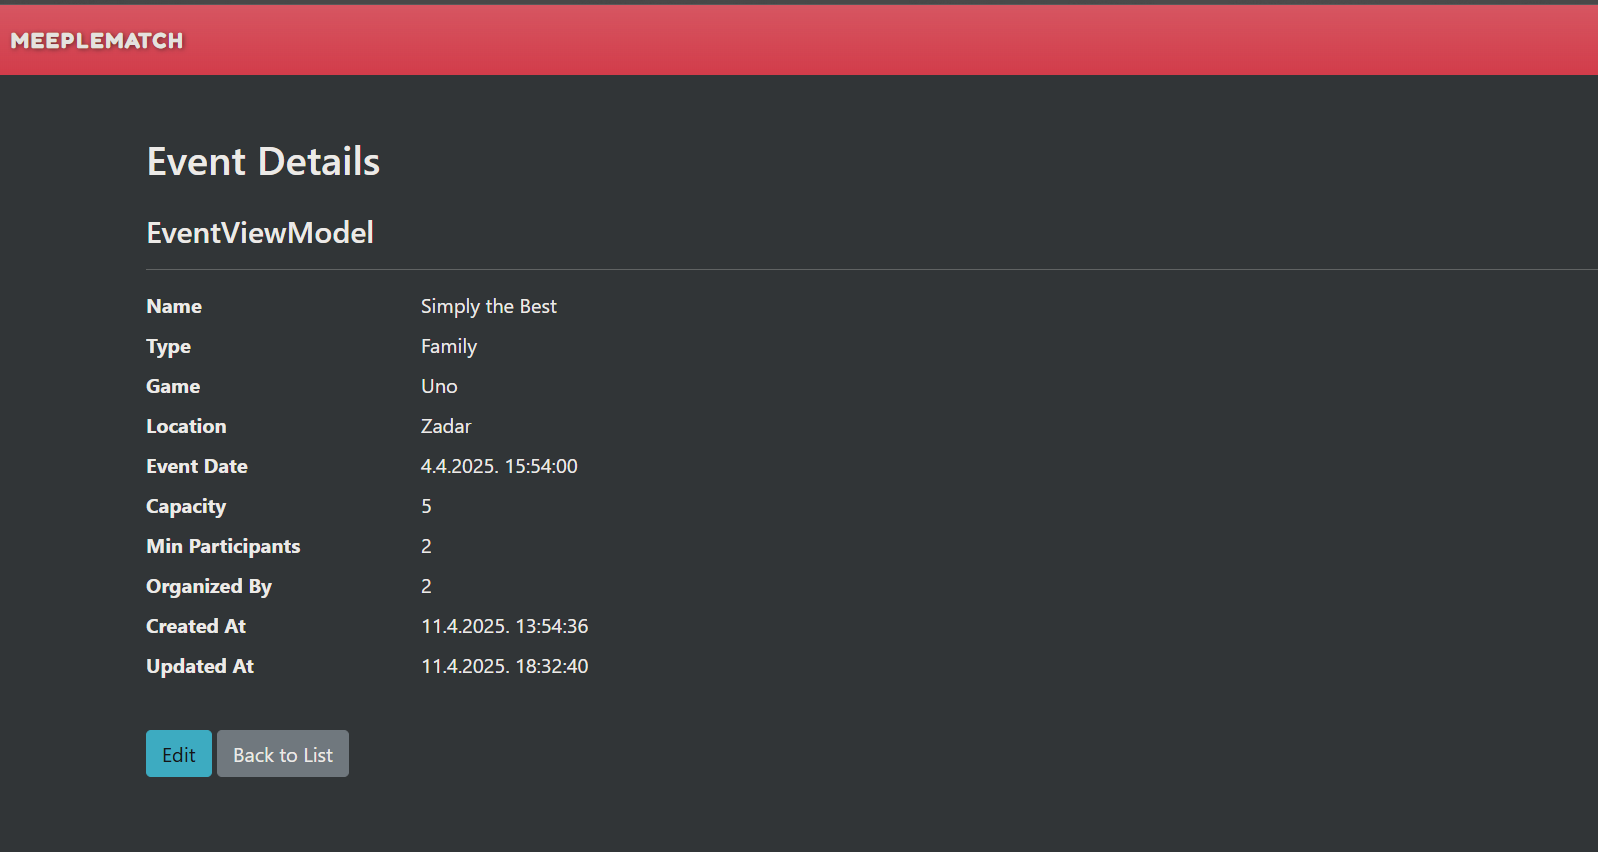 MEEPLEMATCH
Event Details
EventViewModel
Name Simply the Best
Type Family
Game Uno
Location Zadar
Event Date 4.4.2025. 15:54:00
Capacity 5
Min Participants 2
Organized By 2
Created At 11.4.2025. 13:54:36
Updated At 11.4.2025. 18:32:40
Edit Back to List